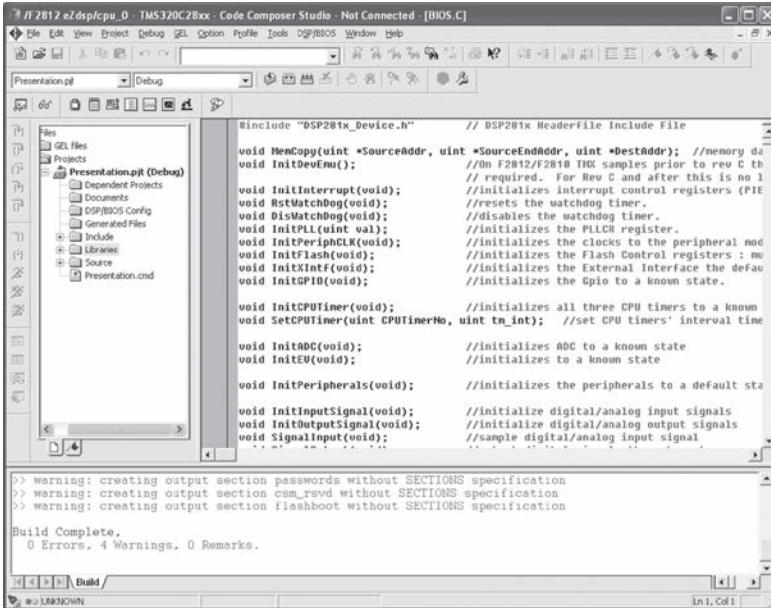 /F2812 eZdsp/cpu_0 - TMS320C28xx - Code Composer Studio - Not Connected - [BIOS.C]
File Edit View Project Debug GEL Option Profile Tools DSP/BIOS Window Help
Presentation.pjt Debug
Files
GEL files
Projects
Presentation.pjt (Debug)
Dependent Projects
Documents
DSP/BIOS Config
Generated Files
Include
Libraries
Source
Presentation.cmd
#include "DSP281x_Device.h" // DSP281x HeaderFile Include File
void MemCopy(uint *SourceAddr, uint *SourceEndAddr, uint *DestAddr); //memory da
void InitDevEmu(); //On F2812/F2810 TMX samples prior to rev C th
// required. For Rev C and after this is no l
void InitInterrupt(void); //initializes interrupt control registers (PIE
void RstWatchDog(void); //resets the watchdog timer.
void DisWatchDog(void); //disables the watchdog timer.
void InitPLL(uint val); //initializes the PLLCR register.
void InitPeriphCLK(void); //initializes the clocks to the peripheral mod
void InitFlash(void); //initializes the Flash Control registers : mu
void InitXIntF(void); //initializes the External Interface the defau
void InitGPIO(void); //initializes the Gpio to a known state.
void InitCPUTimer(void); //initializes all three CPU timers to a known
void SetCPUTimer(uint CPUTimerNo, uint tm_int); //set CPU timers' interval time
void InitADC(void); //initializes ADC to a known state
void InitEV(void); //initializes to a known state
void InitPeripherals(void); //initializes the peripherals to a default sta
void InitInputSignal(void); //initialize digital/analog input signals
void InitOutputSignal(void); //initialize digital/analog output signals
void SignalInput(void); //sample digital/analog input signal
>> warning: creating output section passwords without SECTIONS specification
>> warning: creating output section csm_rsvd without SECTIONS specification
>> warning: creating output section flashboot without SECTIONS specification
Build Complete,
0 Errors, 4 Warnings, 0 Remarks.
Build
UNKNOWN Ln 1, Col 1